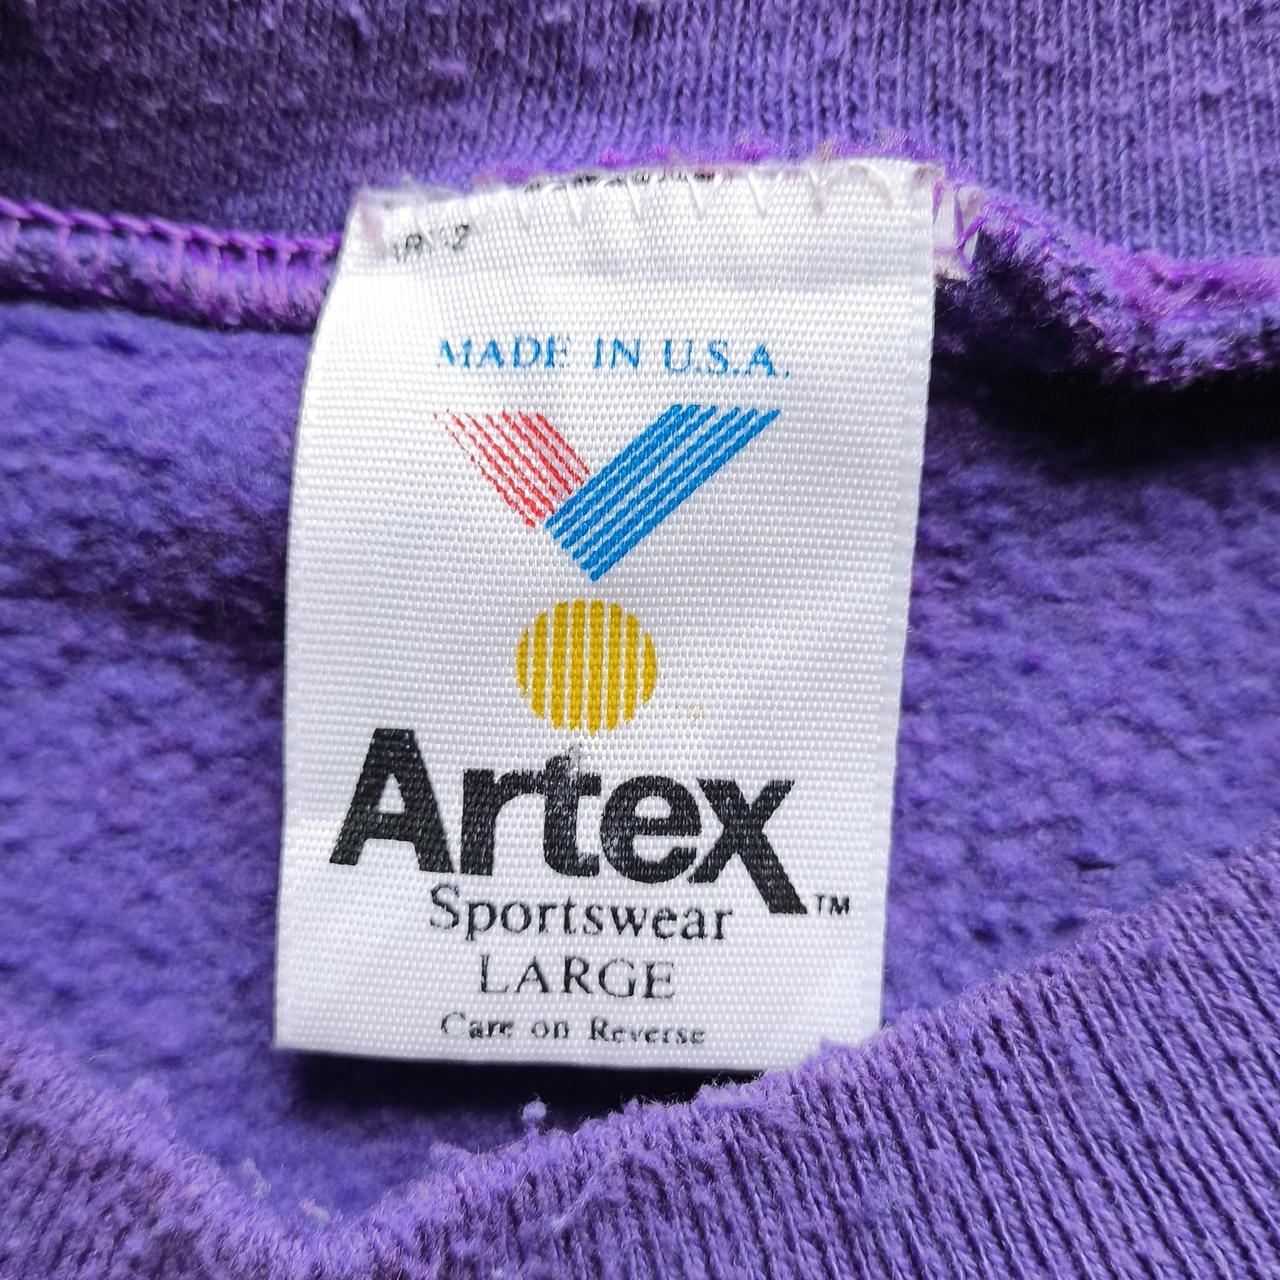 MADE IN U.S.A.
Artex™
Sportswear
LARGE
Care on Reverse